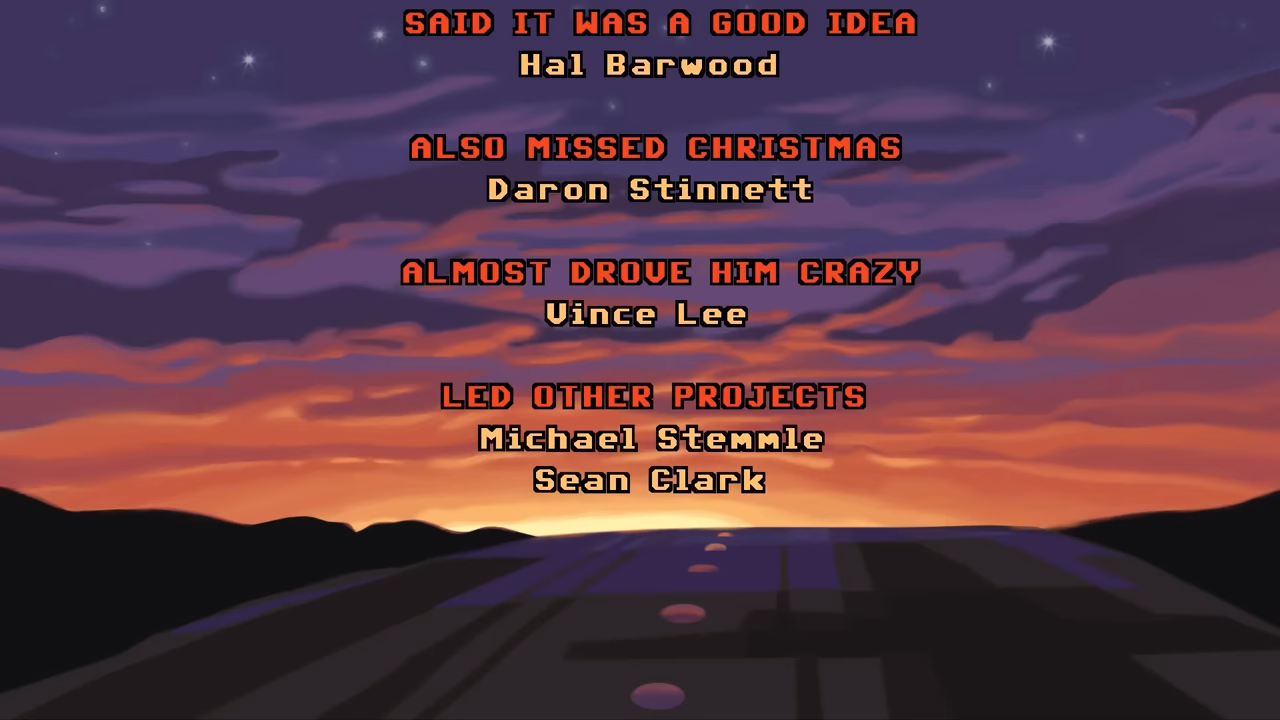 SAID IT WAS A GOOD IDEA
Hal Barwood
ALSO MISSED CHRISTMAS
Daron Stinnett
ALMOST DROVE HIM CRAZY
Vince Lee
LED OTHER PROJECTS
Michael Stemmle
Sean Clark